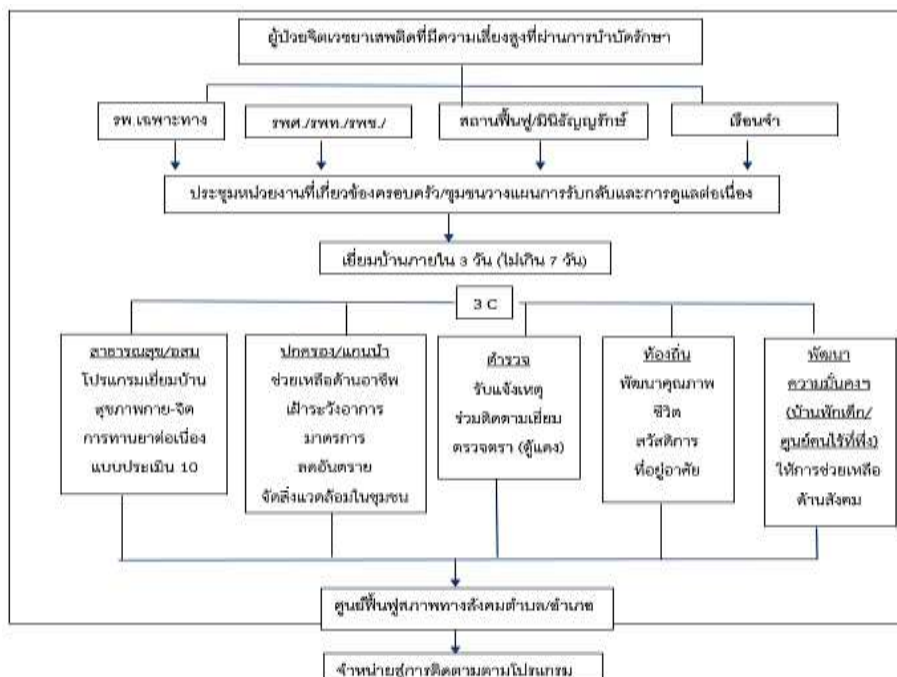 ผู้ป่วยจิตเวชยาเสพติดที่มีความเสี่ยงสูงที่ผ่านการบำบัดรักษา
รพ.เฉพาะทาง
รพศ./รพท./รพช./
สถานฟื้นฟู/มินิธัญญรักษ์
เรือนจำ
ประชุมหน่วยงานที่เกี่ยวข้องครอบครัว/ชุมชนวางแผนการรับกลับและการดูแลต่อเนื่อง
เยี่ยมบ้านภายใน 3 วัน (ไม่เกิน 7 วัน)
3 C
สาธารณสุข/อสม
โปรแกรมเยี่ยมบ้าน
สุขภาพกาย-จิต
การทานยาต่อเนื่อง
แบบประเมิน 10
ปกครอง/แกนนำ
ช่วยเหลือด้านอาชีพ
เฝ้าระวังอาการ
มาตรการ
ลดอันตราย
จัดสิ่งแวดล้อมในชุมชน
ตำรวจ
รับแจ้งเหตุ
ร่วมติดตามเยี่ยม
ตรวจตรา (ตู้แดง)
ท้องถิ่น
พัฒนาคุณภาพ
ชีวิต
สวัสดิการ
ที่อยู่อาศัย
พัฒนา
ความมั่นคงฯ
(บ้านพักเด็ก/
ศูนย์คนไร้ที่พึ่ง)
ให้การช่วยเหลือ
ด้านสังคม
ศูนย์ฟื้นฟูสภาพทางสังคมตำบล/อำเภอ
จำหน่ายสู่การติดตามตามโปรแกรม